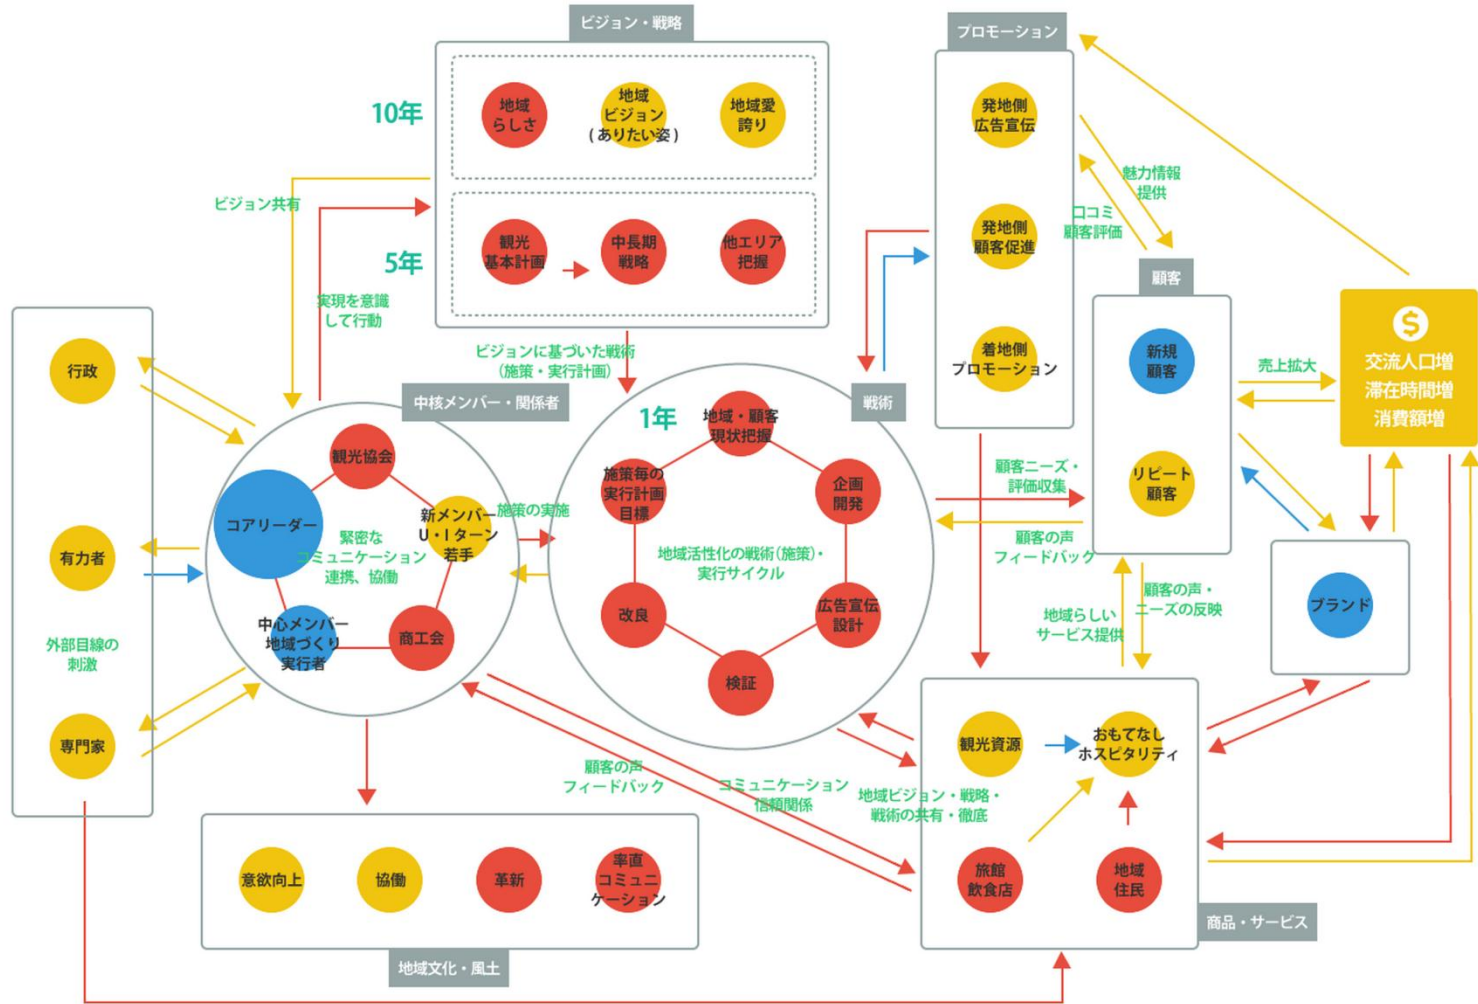 ビジョン・戦略
10年
地域
らしさ
地域
ビジョン
(ありたい姿)
地域愛
誇り
5年
観光
基本計画
中長期
戦略
他エリア
把握
プロモーション
発地側
広告宣伝
発地側
顧客促進
着地側
プロモーション
魅力情報
提供
口コミ
顧客評価
ビジョン共有
実現を意識
して行動
ビジョンに基づいた戦術
(施策・実行計画)
顧客
新規
顧客
リピート
顧客
売上拡大
$
交流人口増
滞在時間増
消費額増
行政
有力者
外部目線の
刺激
専門家
中核メンバー・関係者
観光協会
コアリーダー
新メンバー
U・Iターン
若手
緊密な
コミュニケーション
連携、協働
中心メンバー
地域づくり
実行者
商工会
施策の実施
戦術
1年
地域・顧客
現状把握
施策毎の
実行計画
目標
企画
開発
地域活性化の戦術(施策)・
実行サイクル
改良
広告宣伝
設計
検証
顧客ニーズ・
評価収集
顧客の声
フィードバック
地域らしい
サービス提供
顧客の声・
ニーズの反映
ブランド
顧客の声
フィードバック
コミュニケーション
信頼関係
地域ビジョン・戦略・
戦術の共有・徹底
観光資源
おもてなし
ホスピタリティ
旅館
飲食店
地域
住民
商品・サービス
意欲向上
協働
革新
率直
コミュニ
ケーション
地域文化・風土